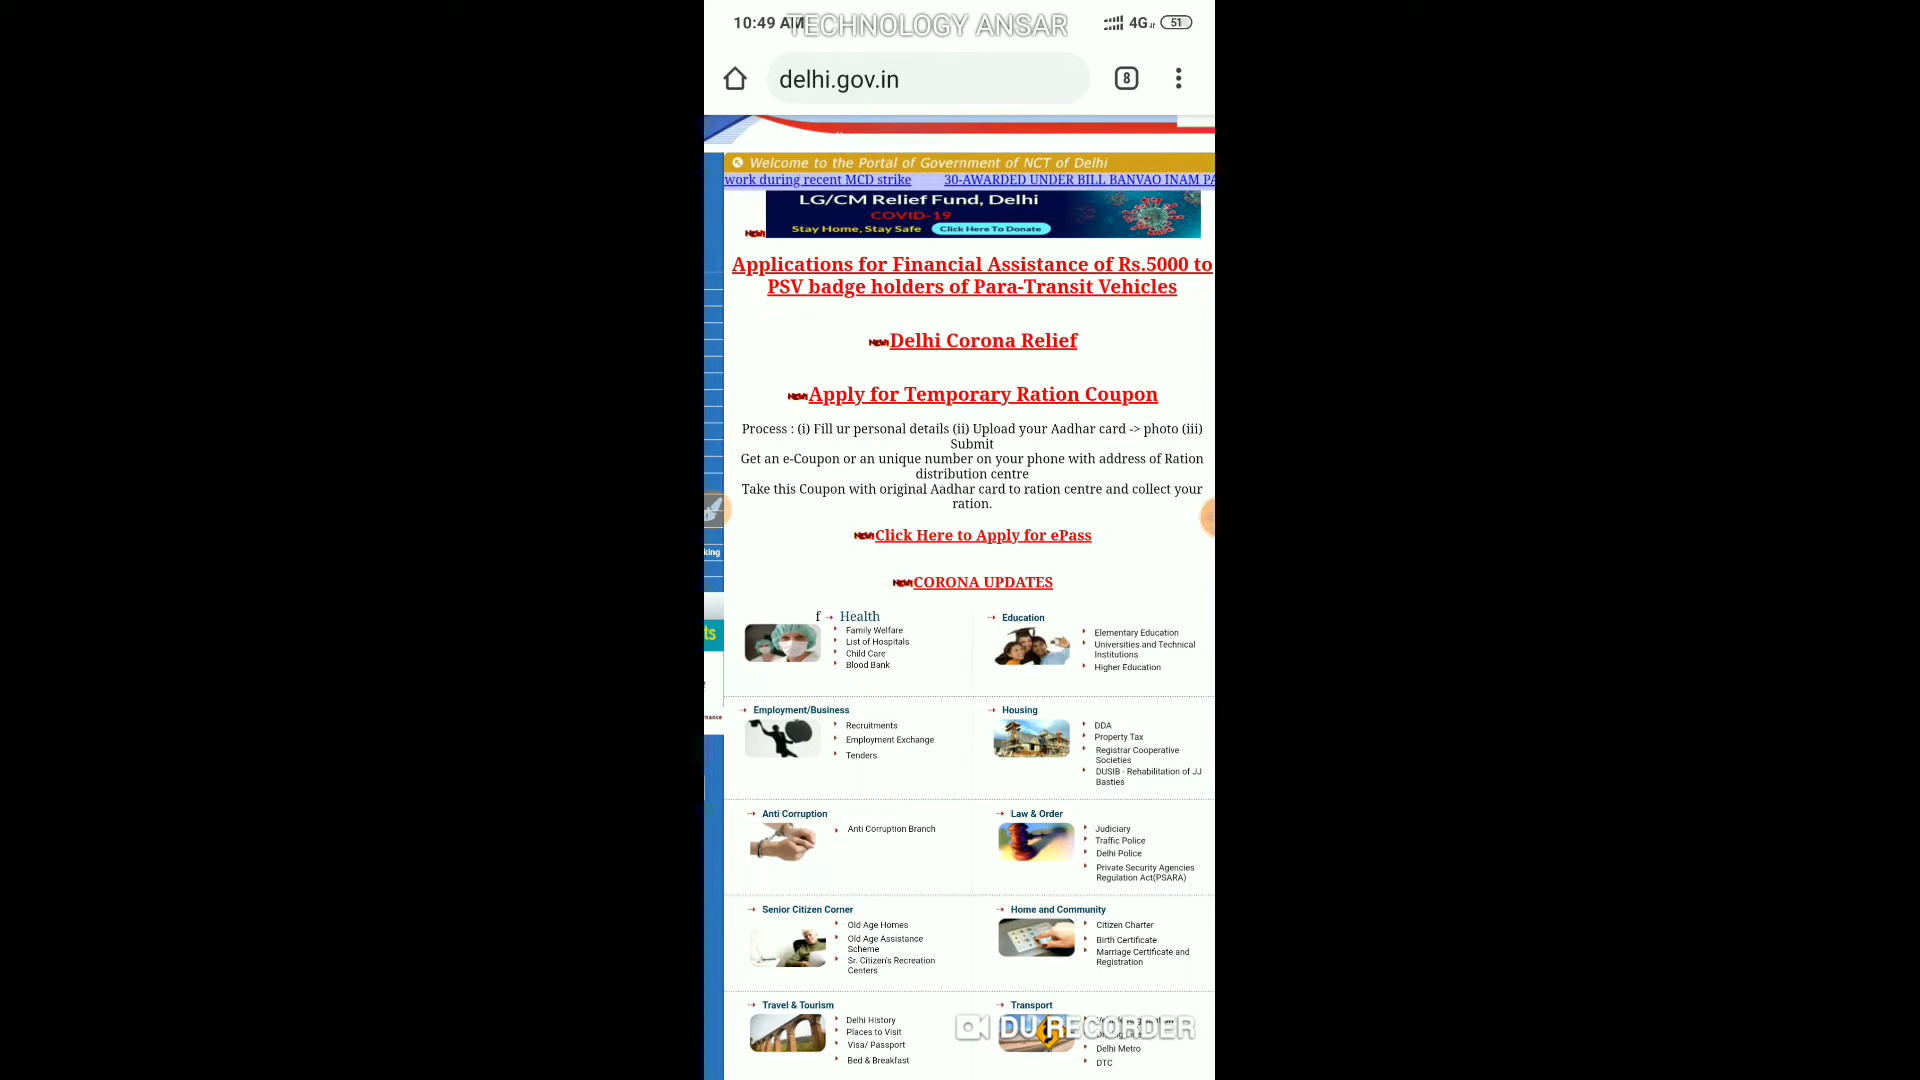 10:49 AM
TECHNOLOGY ANSAR
4G
51
delhi.gov.in
8
Welcome to the Portal of Government of NCT of Delhi
work during recent MCD strike
30-AWARDED UNDER BILL BANVAO INAM PA
LG/CM Relief Fund, Delhi
COVID-19
Stay Home, Stay Safe
Click Here To Donate
NEW!
Applications for Financial Assistance of Rs.5000 to
PSV badge holders of Para-Transit Vehicles
NEW! Delhi Corona Relief
NEW! Apply for Temporary Ration Coupon
Process : (i) Fill ur personal details (ii) Upload your Aadhar card -> photo (iii)
Submit
Get an e-Coupon or an unique number on your phone with address of Ration
distribution centre
Take this Coupon with original Aadhar card to ration centre and collect your
ration.
NEW! Click Here to Apply for ePass
king
NEW! CORONA UPDATES
ts
f Health
Family Welfare
List of Hospitals
Child Care
Blood Bank
Education
Elementary Education
Universities and Technical
Institutions
Higher Education
Employment/Business
Recruitments
Employment Exchange
Tenders
Housing
DDA
Property Tax
Registrar Cooperative
Societies
DUSIB - Rehabilitation of JJ
Basties
Anti Corruption
Anti Corruption Branch
Law & Order
Judiciary
Traffic Police
Delhi Police
Private Security Agencies
Regulation Act(PSARA)
Senior Citizen Corner
Old Age Homes
Old Age Assistance
Scheme
Sr. Citizen's Recreation
Centers
Home and Community
Citizen Charter
Birth Certificate
Marriage Certificate and
Registration
Travel & Tourism
Delhi History
Places to Visit
Visa/ Passport
Bed & Breakfast
Transport
DU RECORDER
Delhi Metro
DTC